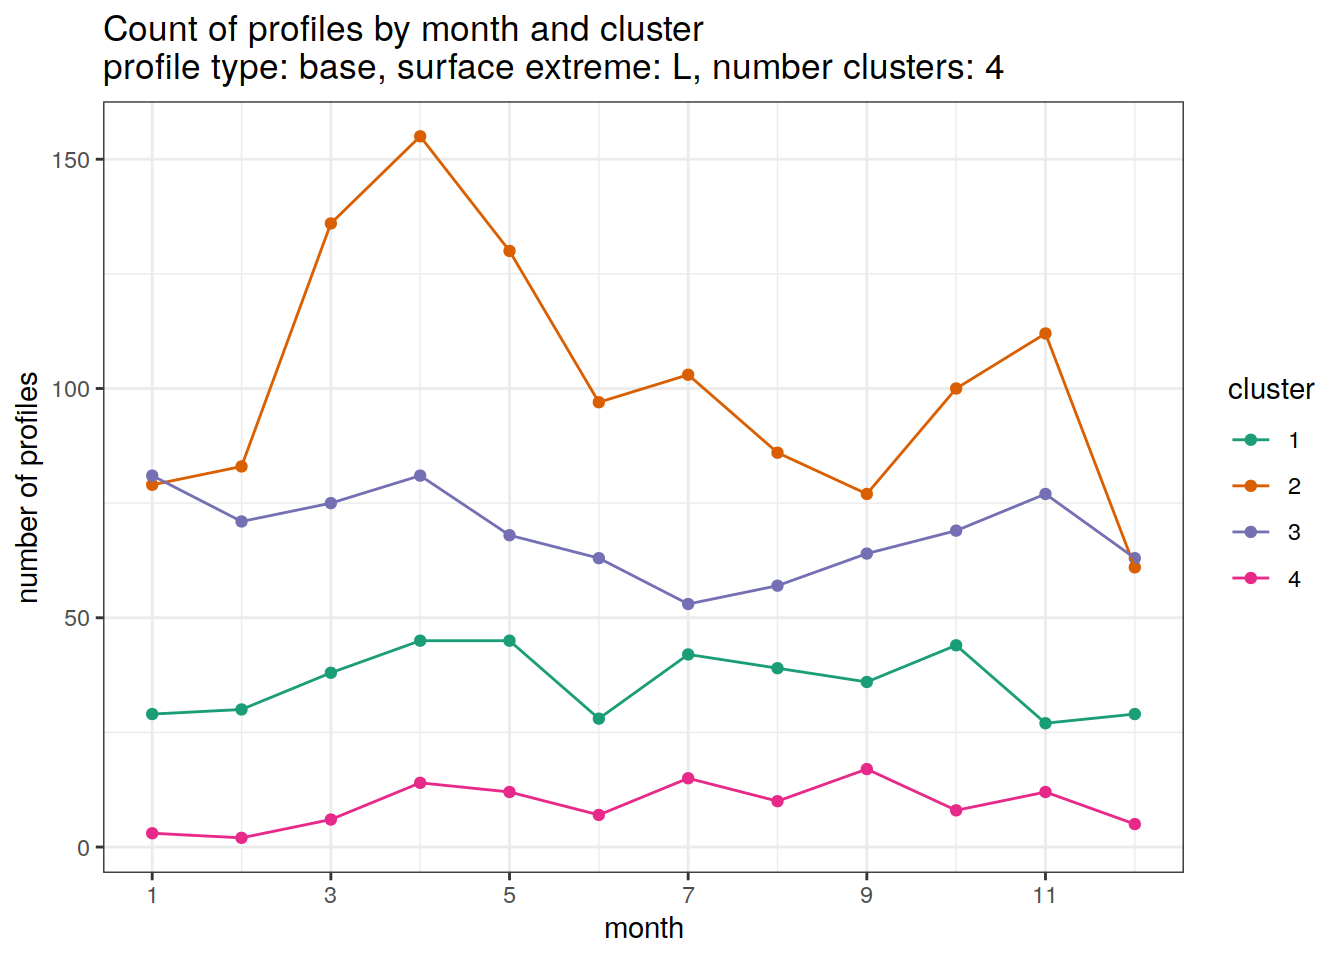 Count of profiles by month and cluster
profile type: base, surface extreme: L, number clusters: 4
150
100
50
0
number of profiles
1 3 5 7 9 11
month
cluster
1
2
3
4